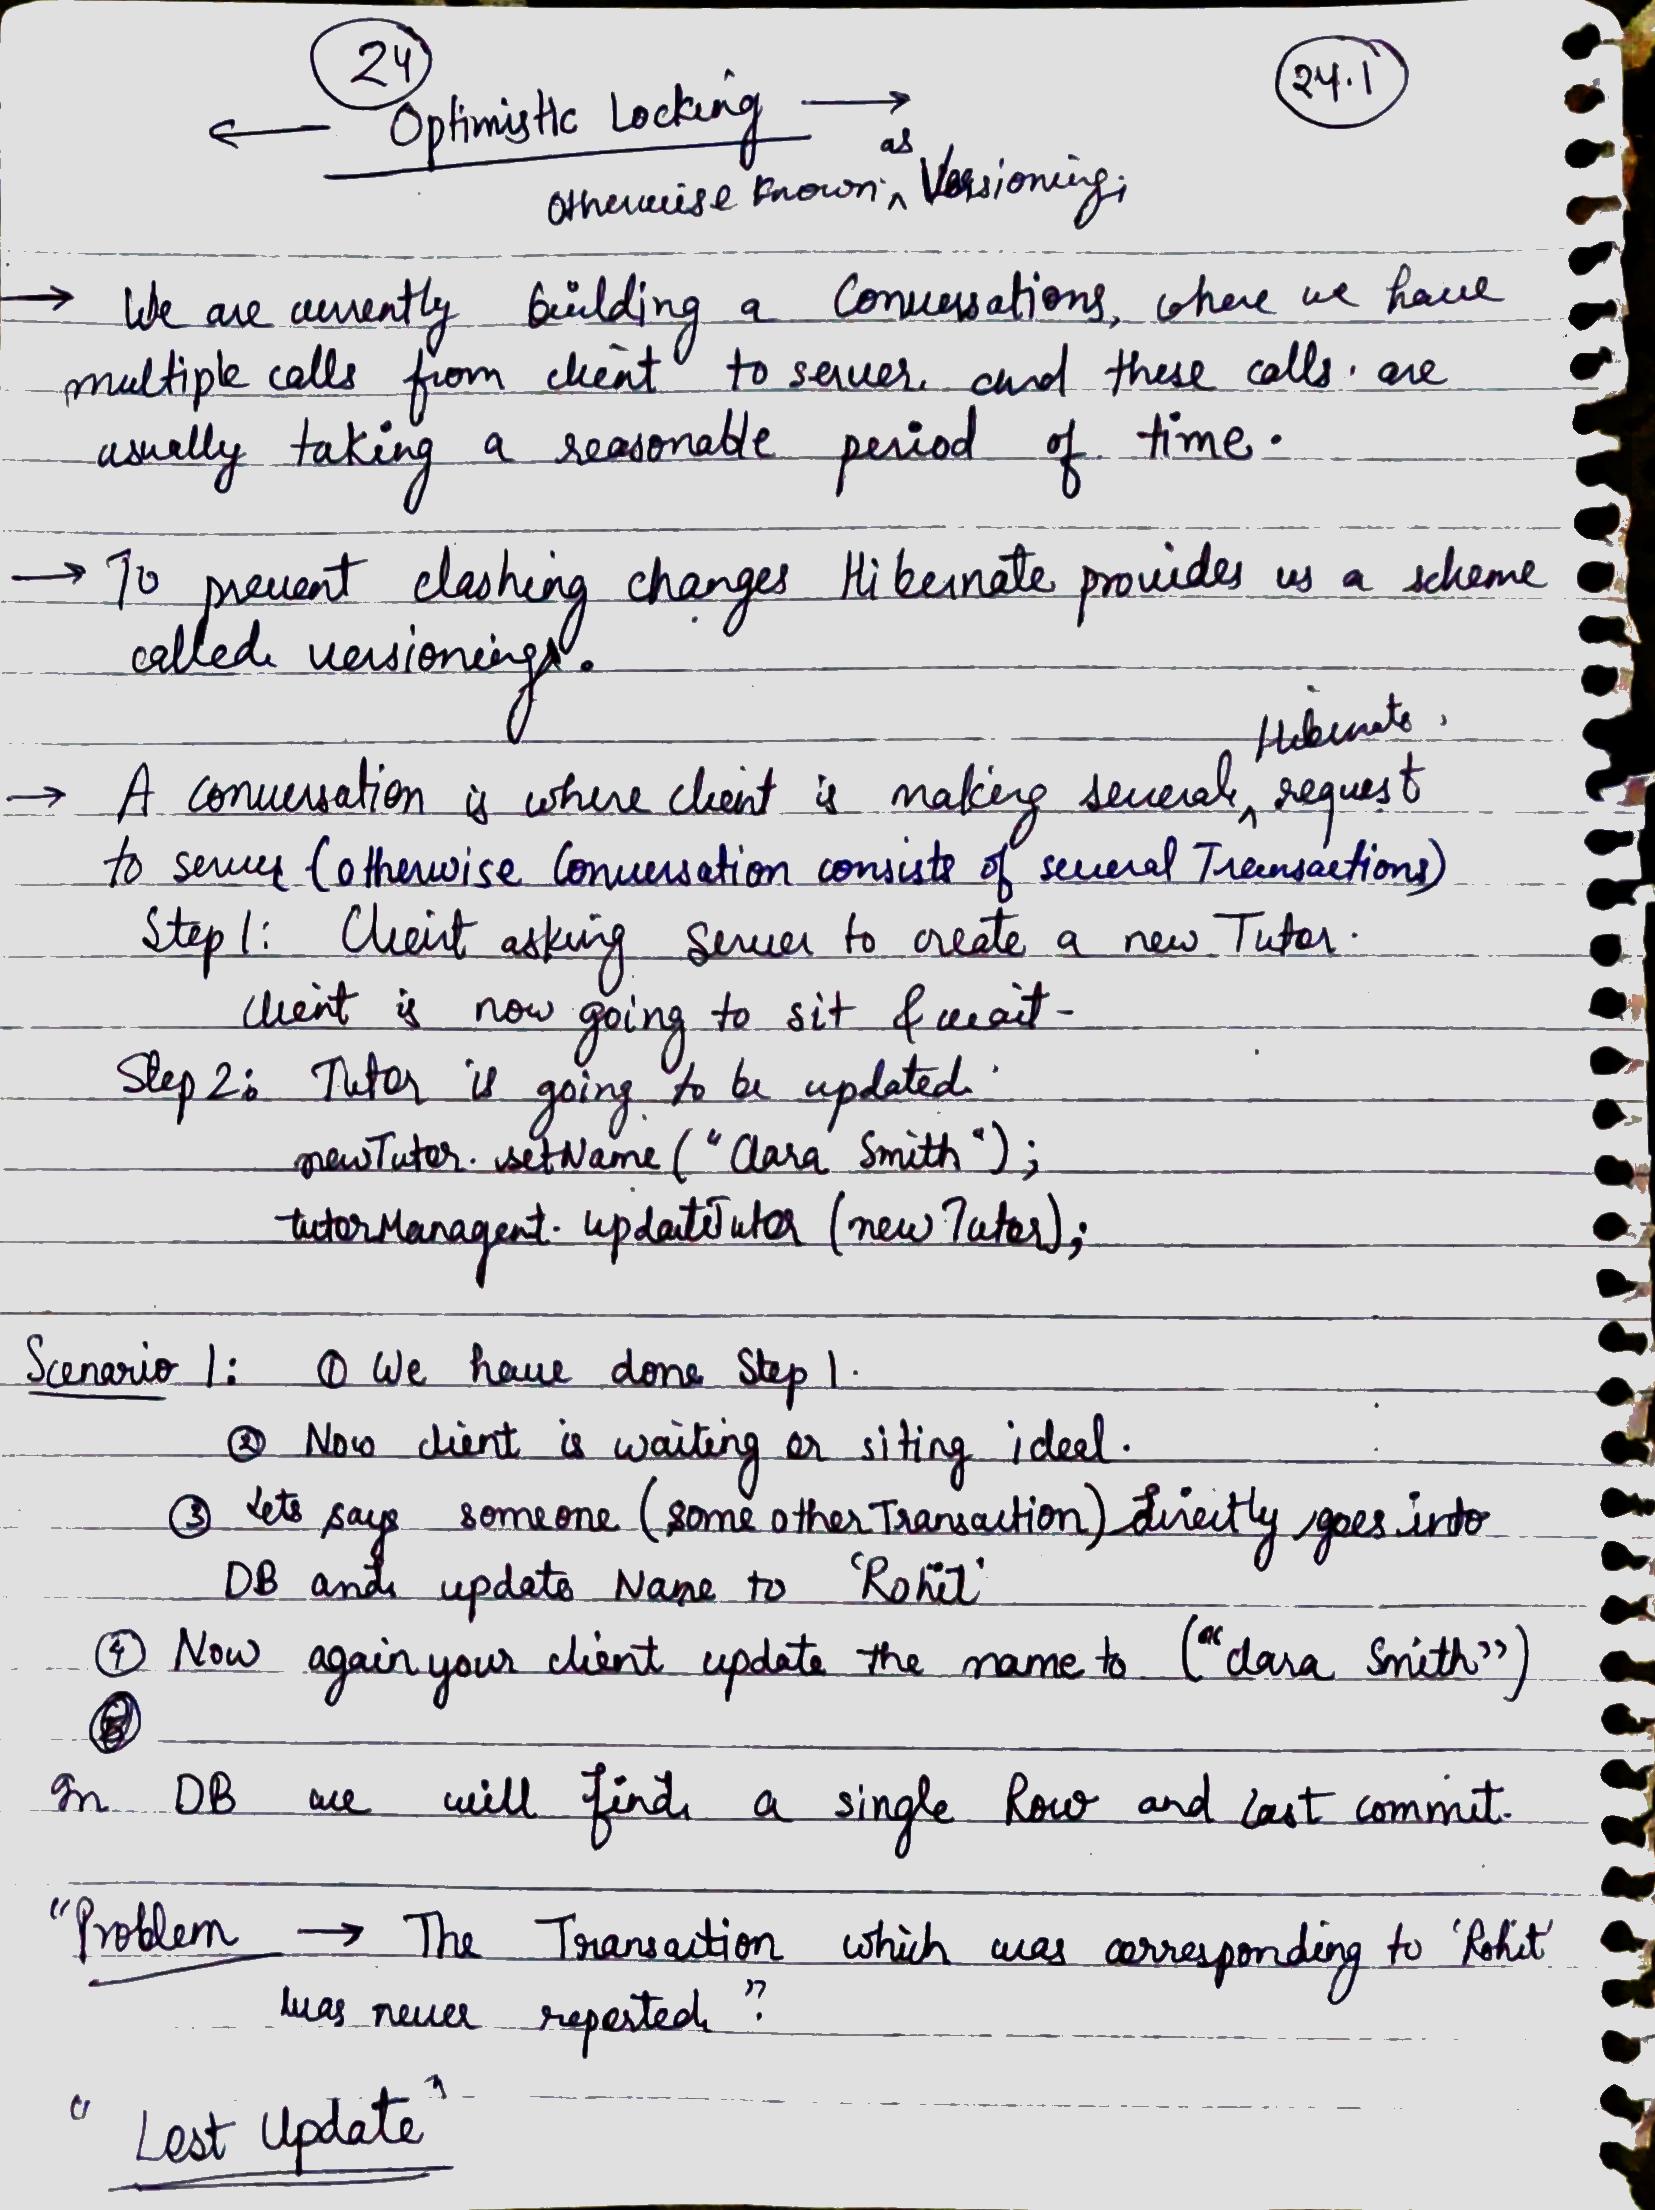 24
24.1
← Optimistic Locking →
otherwise known ^ as Versioning;
→ We are currently building a Conversations, where we have
multiple calls from client to server. and these calls. are
usually taking a reasonable period of time.
→ To prevent clashing changes Hibernate provides us a scheme
called versioning.
→ A conversation is where client is making several ^ Hibernate request
to server (otherwise Conversation consists of several Transactions)
Step 1: Client asking Server to create a new Tutor.
client is now going to sit & wait-
Step 2: Tutor is going to be updated.
newTutor.setName("Clara Smith");
tutorManagent.updateTutor(newTutor);
Scenario 1: ① We have done Step 1.
② Now client is waiting or siting ideal.
③ Lets says someone (some other Transaction) directly goes into
DB and update Name to 'Rohit'
④ Now again your client update the name to ("Clara Smith")
In DB we will find a single Row and Last commit.
"Problem → The Transaction which was corresponding to 'Rohit'
was never reported"?
"Lost Update"